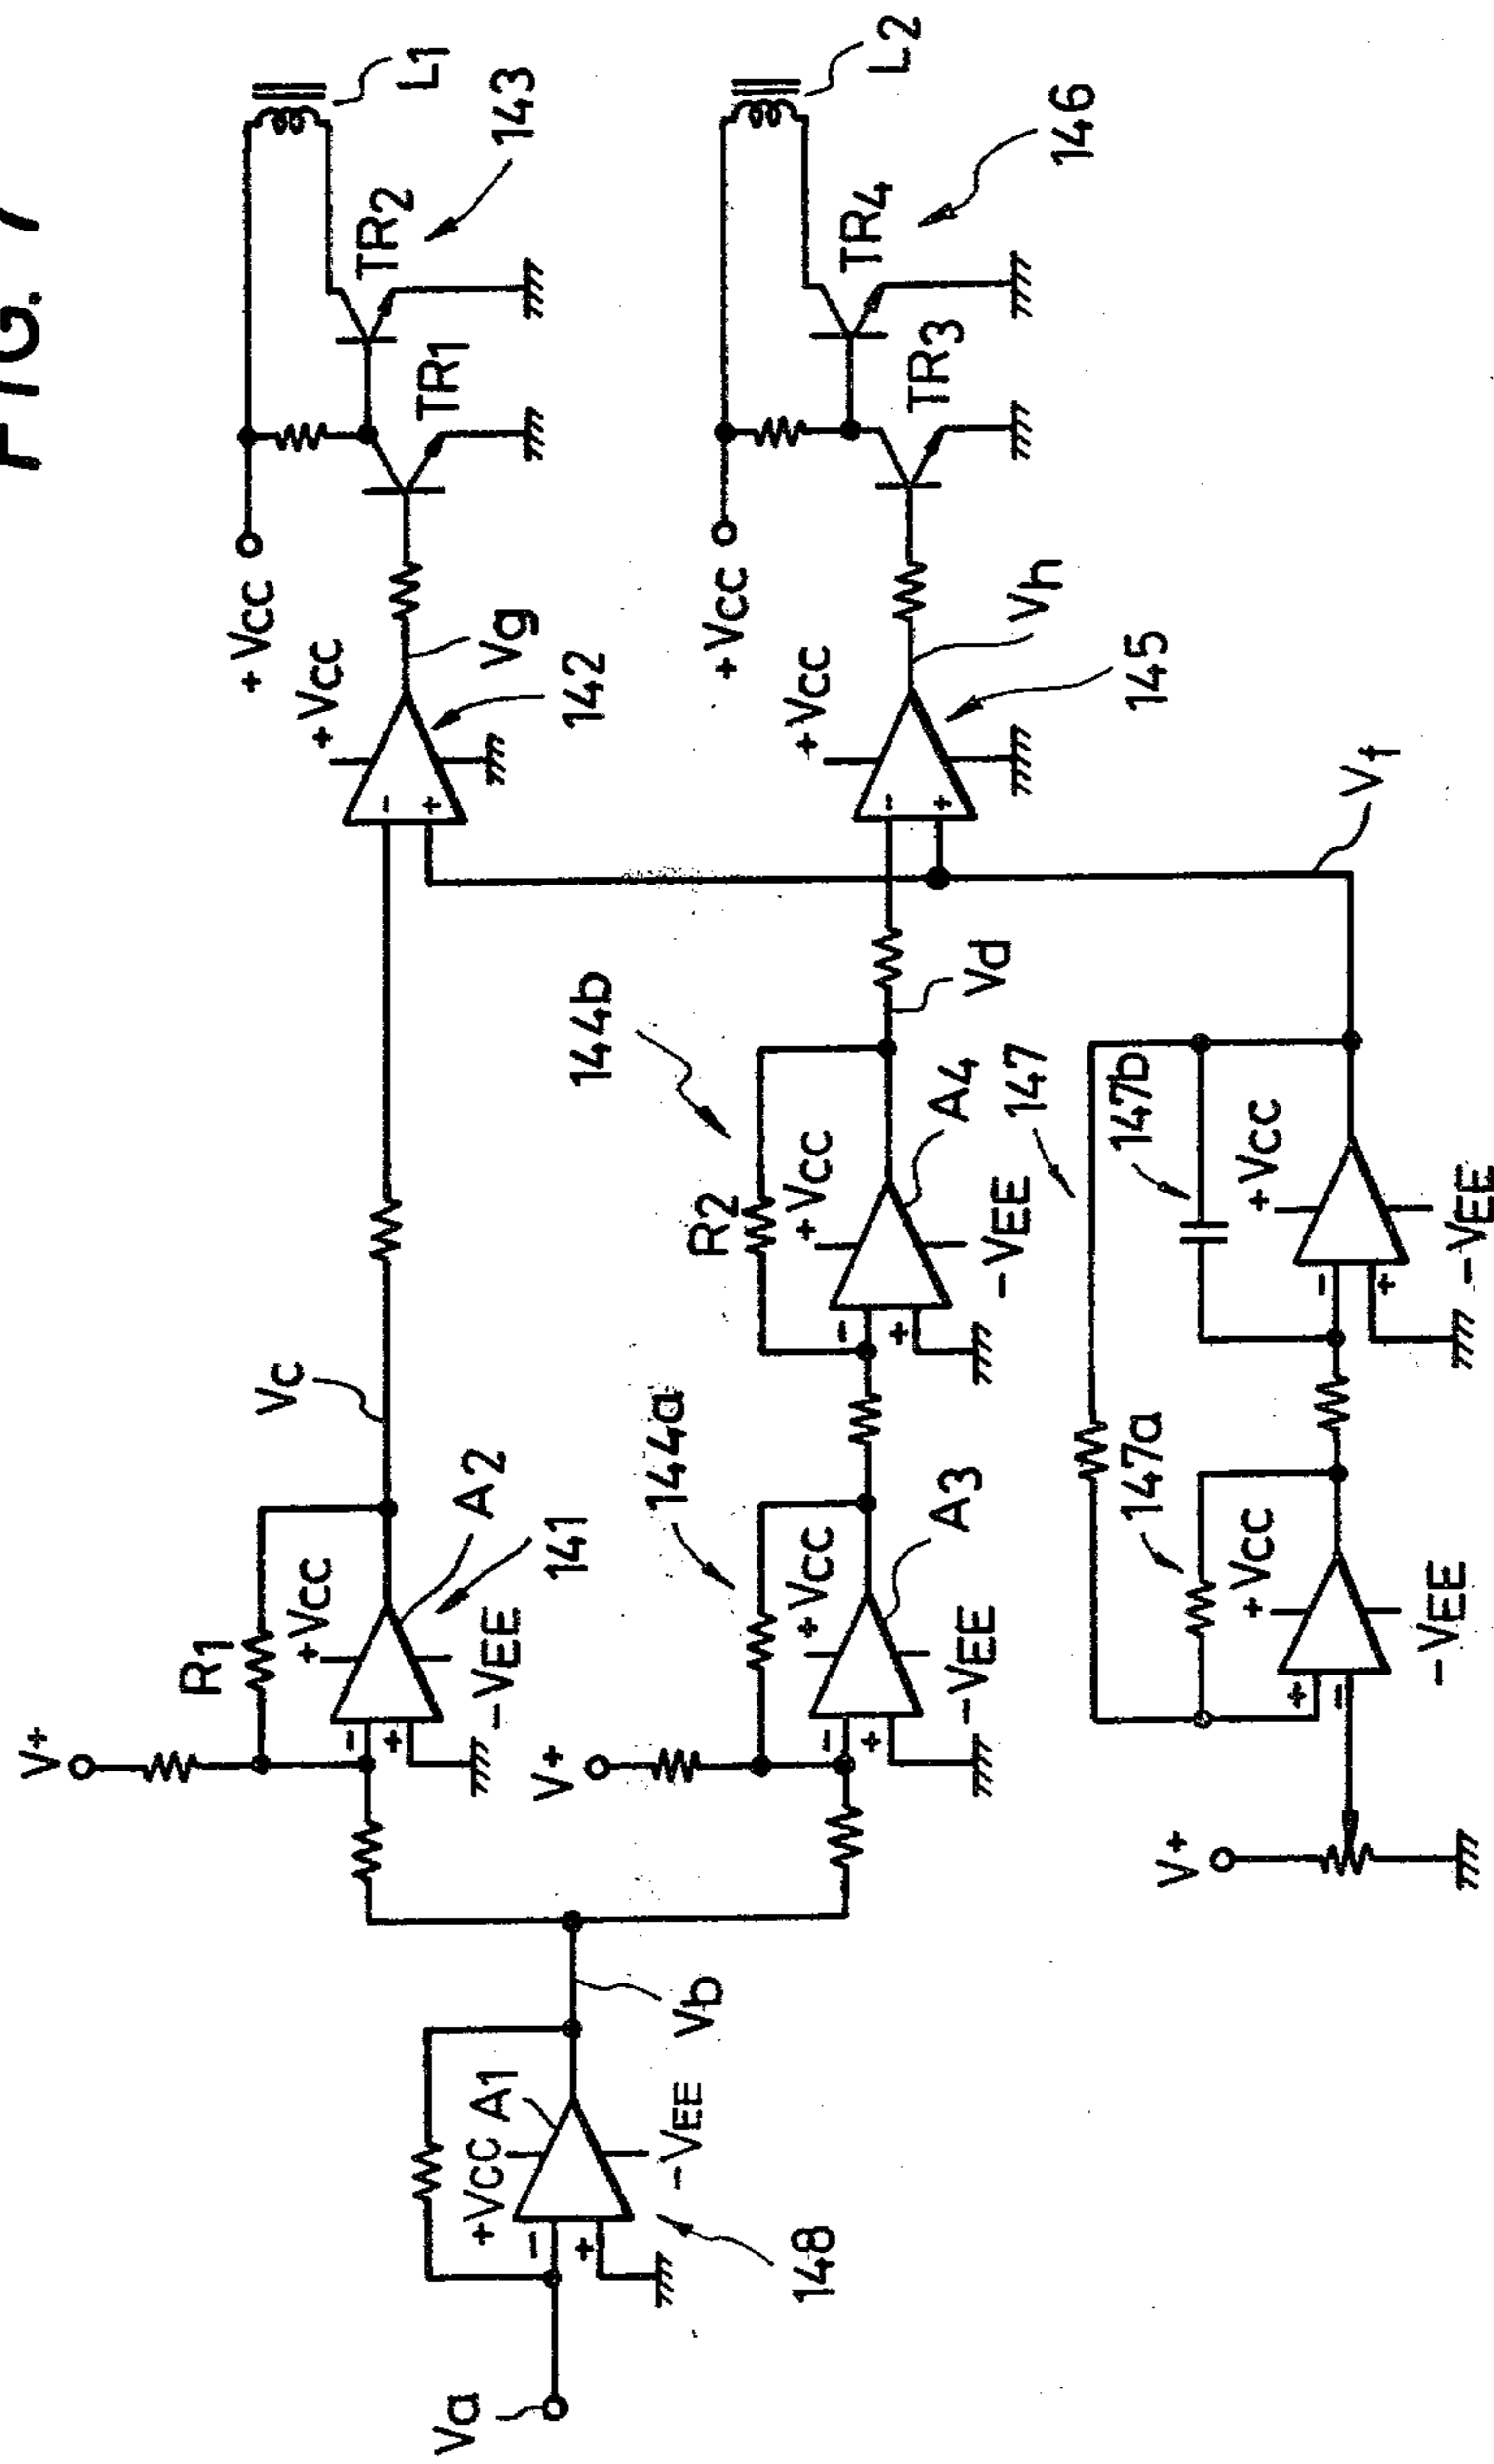 FIG. 7
V+
R1
+VCC
A2
141
-VEE
Vc
+VCC
142
Vg
+VCC
TR1
TR2
143
L1
Va
+VCC
A1
-VEE
148
Vb
V+
144a
+VCC
A3
-VEE
144b
R2
+VCC
A4
-VEE
Vd
+VCC
145
Vh
+VCC
TR3
TR4
146
L2
V+
147a
+VCC
-VEE
147
147b
+VCC
-VEE
Vf
- +
- +
- +
- +
- +
- +
- +
+ -
- +